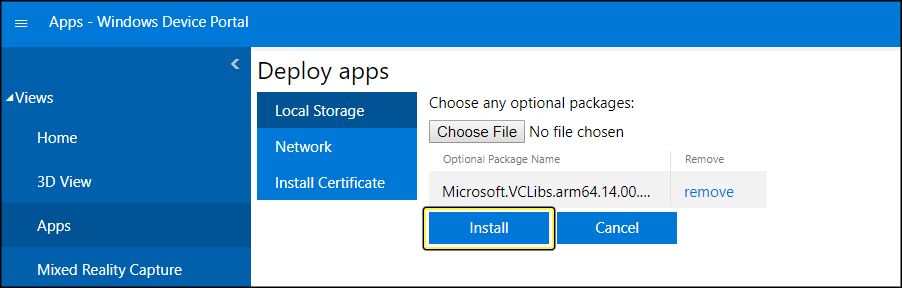 Apps - Windows Device Portal
Views
Home
3D View
Apps
Mixed Reality Capture
Deploy apps
Local Storage
Network
Install Certificate
Choose any optional packages:
Choose File No file chosen
Optional Package Name Remove
Microsoft.VCLibs.arm64.14.00.... remove
Install Cancel